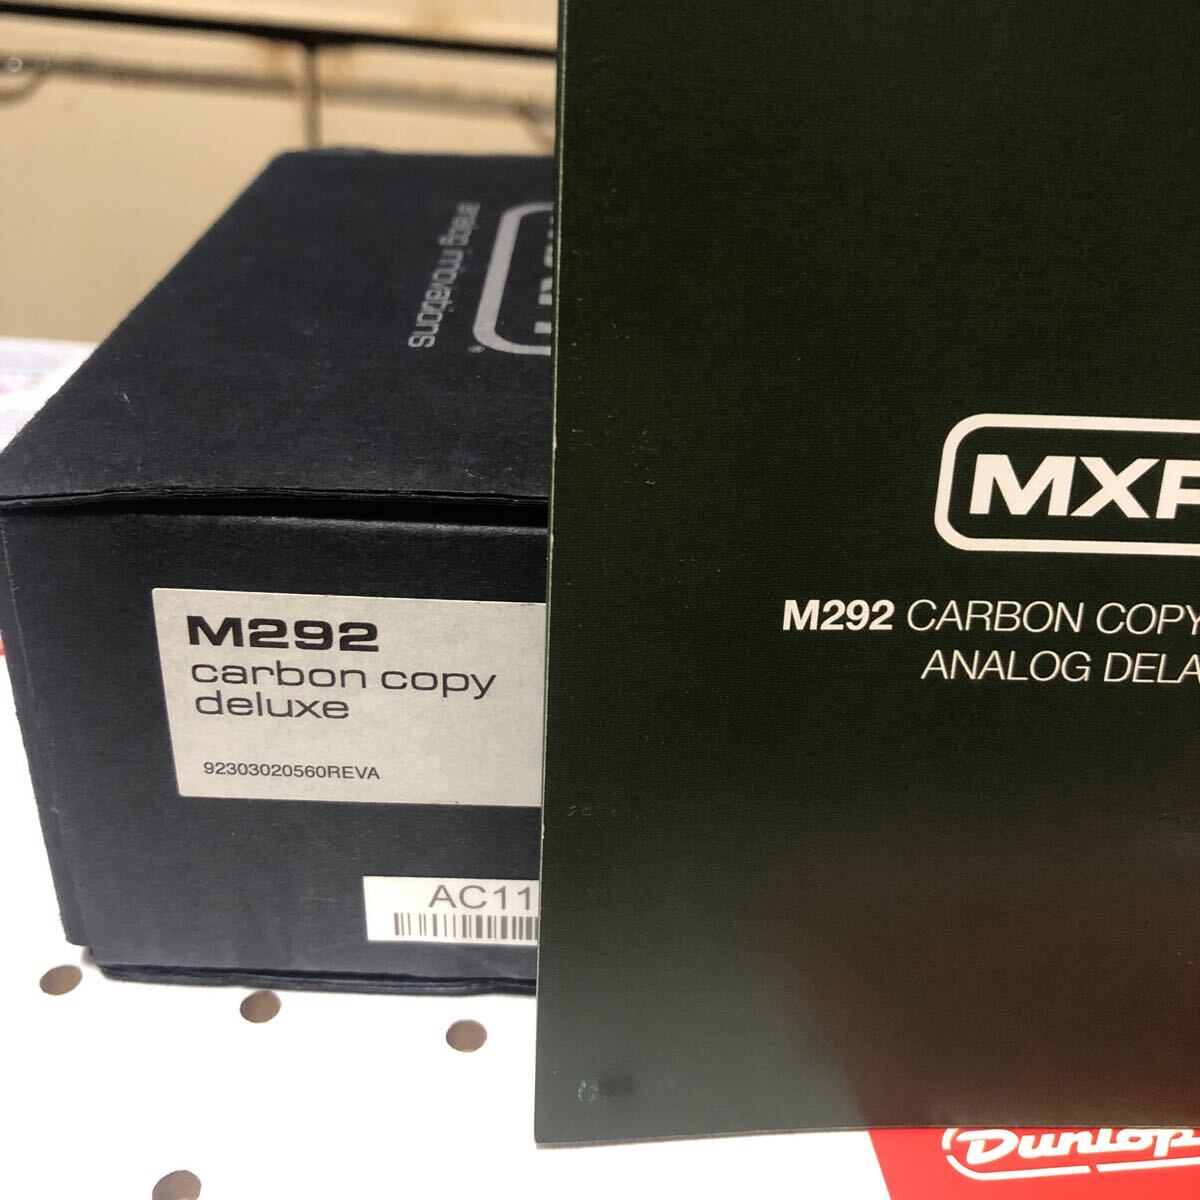 analog innovations
M292
carbon copy
deluxe
92303020560REVA
AC11
MXR
M292 CARBON COPY
ANALOG DELA
Dunlop